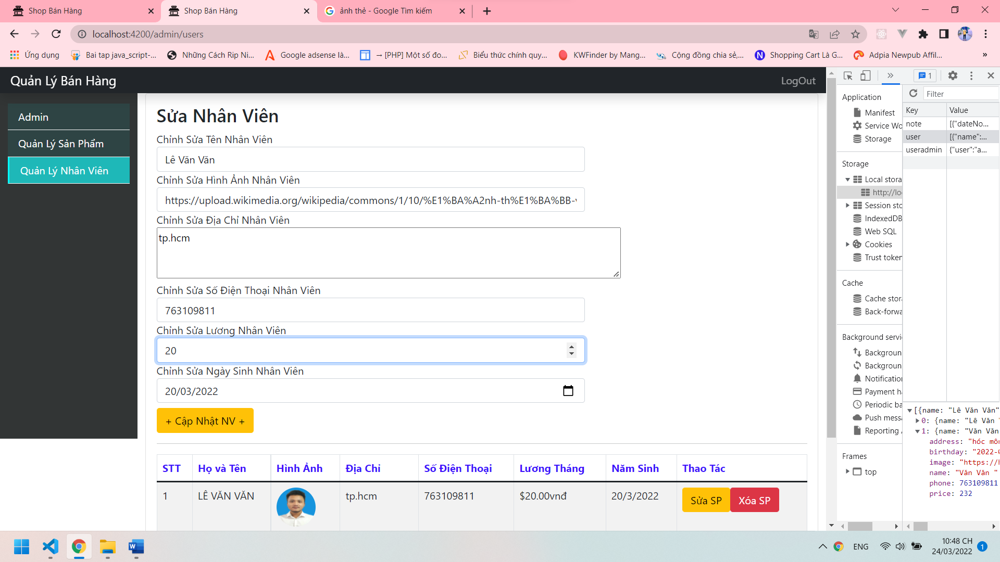 Shop Bán Hàng
Shop Bán Hàng
ảnh thẻ - Google Tìm kiếm
localhost:4200/admin/users
Ứng dụng
Bai tap java_script-...
Những Cách Rip Ni...
Google adsense là...
→ [PHP] Một số đo...
Biểu thức chính quy...
KWFinder by Mang...
Cộng đồng chia sẻ,...
Shopping Cart Là G...
Adpia Newpub Affil...
»
Quản Lý Bán Hàng
LogOut
Admin
Quản Lý Sản Phẩm
Quản Lý Nhân Viên
Sửa Nhân Viên
Chỉnh Sửa Tên Nhân Viên
Lê Văn Văn
Chỉnh Sửa Hình Ảnh Nhân Viên
https://upload.wikimedia.org/wikipedia/commons/1/10/%E1%BA%A2nh-th%E1%BA%BB-
Chỉnh Sửa Địa Chỉ Nhân Viên
tp.hcm
Chỉnh Sửa Số Điện Thoại Nhân Viên
763109811
Chỉnh Sửa Lương Nhân Viên
20
Chỉnh Sửa Ngày Sinh Nhân Viên
20/03/2022
+ Cập Nhật NV +
STT Họ và Tên Hình Ảnh Địa Chỉ Số Điện Thoại Lương Tháng Năm Sinh Thao Tác
1 LÊ VĂN VĂN tp.hcm 763109811 $20.00vnđ 20/3/2022 Sửa SP Xóa SP
» 1
Application
Manifest
Service Wo
Storage
Storage
Local stora
http://lo
Session sto
IndexedDB
Web SQL
Cookies
Trust token
Cache
Cache stora
Back-forwa
Background servi
Backgroun
Backgroun
Notification
Payment ha
Periodic ba
Push messa
Reporting
Frames
top
Filter
Key Value
note [{"dateNo...
user [{"name":...
useradmin {"user":"a...
[{name: "Lê Văn Văn"
0: {name: "Lê Văn
1: {name: "Văn Văn
address: "hóc môn
birthday: "2022-
image: "https://
name: "Văn Văn "
phone: 763109811
price: 232
W
ENG
10:48 CH
24/03/2022
1